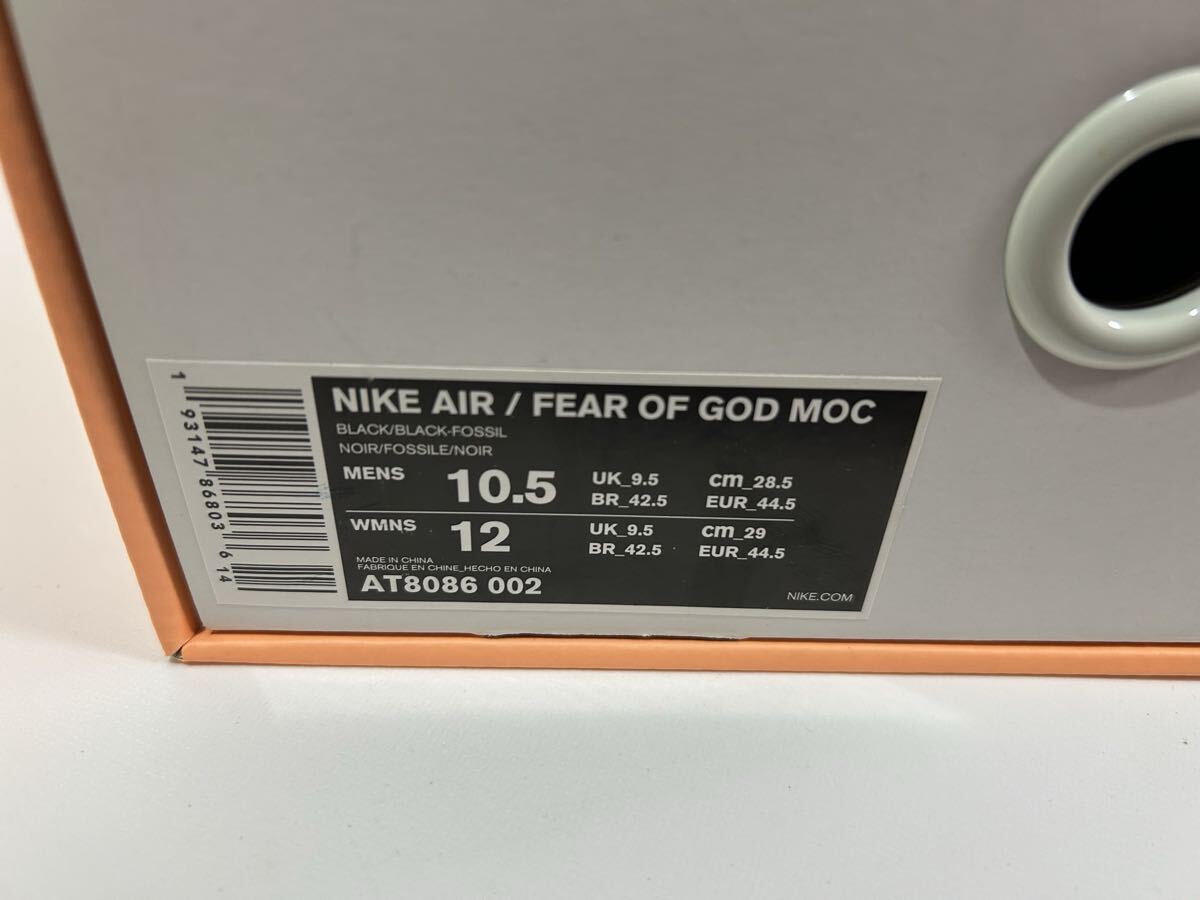 1 93147 86803 614
NIKE AIR / FEAR OF GOD MOC
BLACK/BLACK-FOSSIL
NOIR/FOSSILE/NOIR
MENS 10.5 UK_9.5 cm_28.5
BR_42.5 EUR_44.5
WMNS 12 UK_9.5 cm_29
BR_42.5 EUR_44.5
MADE IN CHINA
FABRIQUE EN CHINE_HECHO EN CHINA
AT8086 002
NIKE.COM